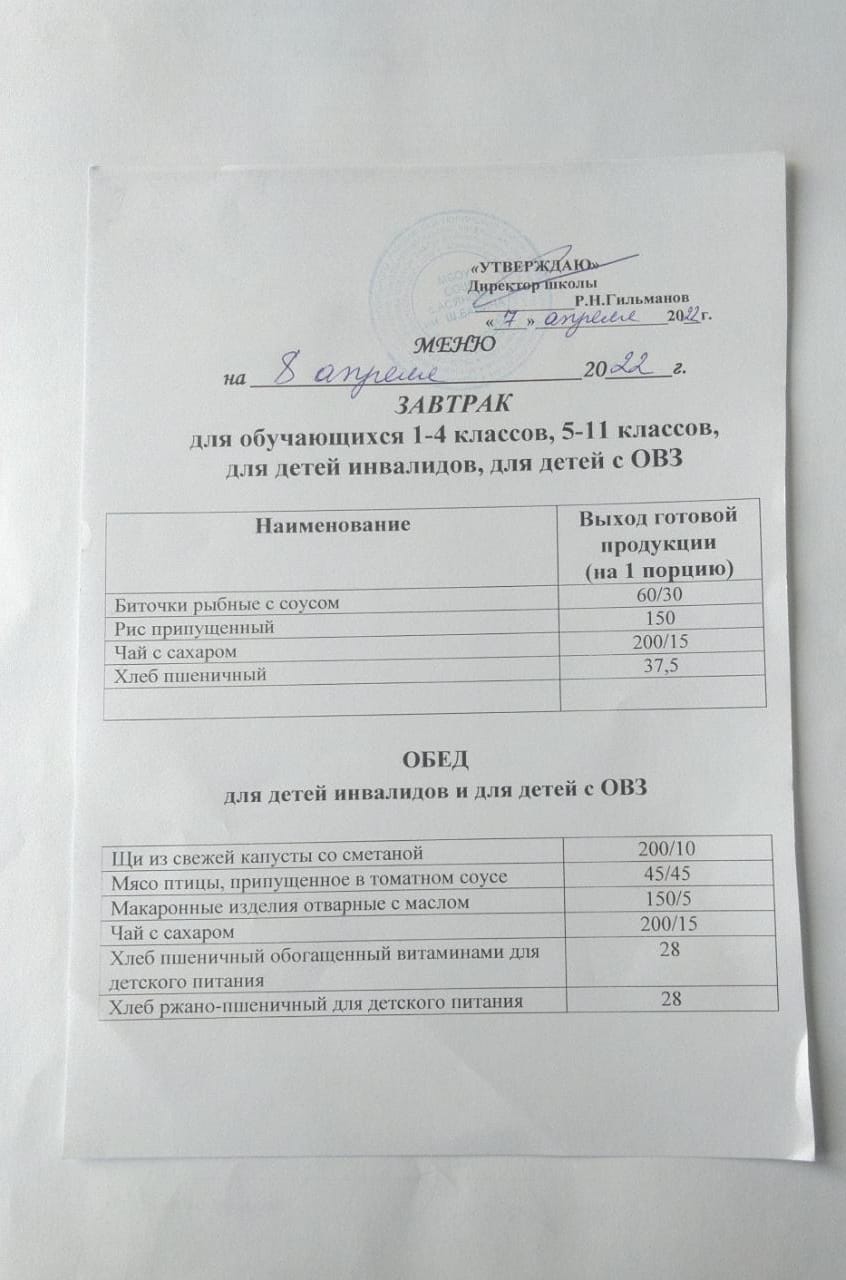 «УТВЕРЖДАЮ»
Директор школы
____________Р.Н.Гильманов
«7» апреля 2022г.
МЕНЮ
на 8 апреля 2022 г.
ЗАВТРАК
для обучающихся 1-4 классов, 5-11 классов,
для детей инвалидов, для детей с ОВЗ
Наименование
Выход готовой
продукции
(на 1 порцию)
Биточки рыбные с соусом 60/30
Рис припущенный 150
Чай с сахаром 200/15
Хлеб пшеничный 37,5
ОБЕД
для детей инвалидов и для детей с ОВЗ
Щи из свежей капусты со сметаной 200/10
Мясо птицы, припущенное в томатном соусе 45/45
Макаронные изделия отварные с маслом 150/5
Чай с сахаром 200/15
Хлеб пшеничный обогащенный витаминами для 28
детского питания
Хлеб ржано-пшеничный для детского питания 28